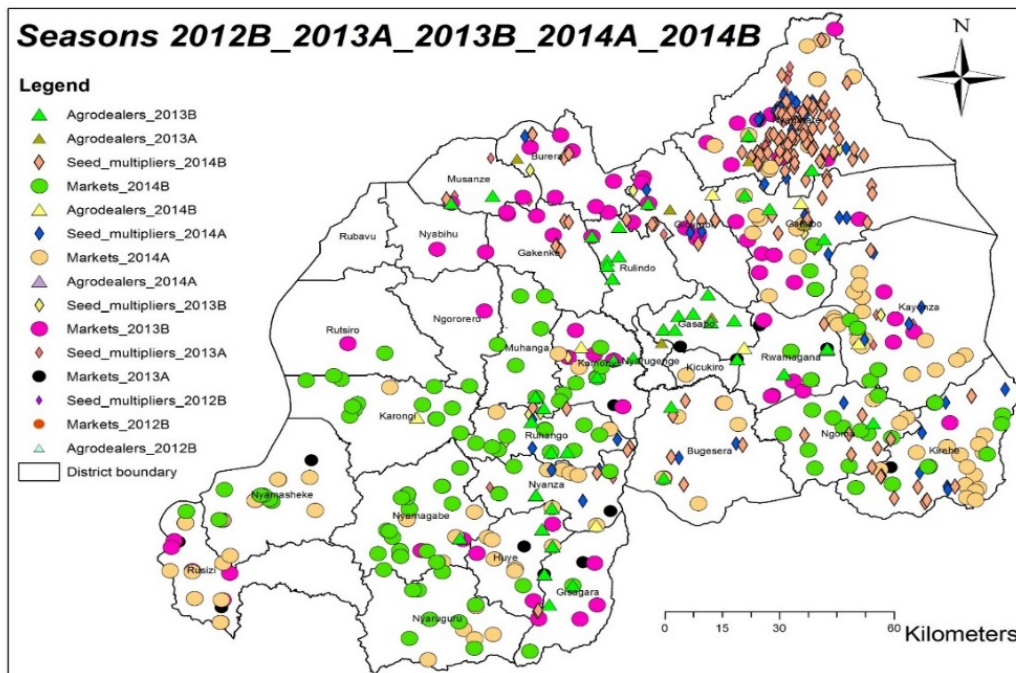 Seasons 2012B_2013A_2013B_2014A_2014B
N
Legend
Agrodealers_2013B
Agrodealers_2013A
Seed_multipliers_2014B
Markets_2014B
Agrodealers_2014B
Seed_multipliers_2014A
Markets_2014A
Agrodealers_2014A
Seed_multipliers_2013B
Markets_2013B
Seed_multipliers_2013A
Markets_2013A
Seed_multipliers_2012B
Markets_2012B
Agrodealers_2012B
District boundary
Burera
Musanze
Rubavu
Nyabihu
Gakenke
Rulindo
Kayonza
Rutsiro
Ngororero
Gasabo
Muhanga
Rwamagana
Kicukiro
Karongi
Ruhango
Bugesera
Ngoma
Kirehe
Nyanza
Nyamasheke
Nyamagabe
Huye
Rusizi
Gisagara
Nyaruguru
0 30 60
Kilometers